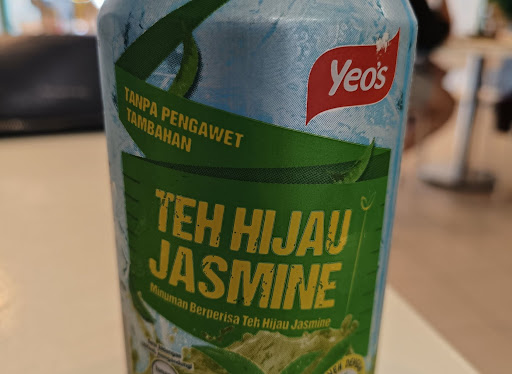 Yeo's
TANPA PENGAWET
TAMBAHAN
TEH HIJAU
JASMINE
Minuman Berperisa Teh Hijau Jasmine